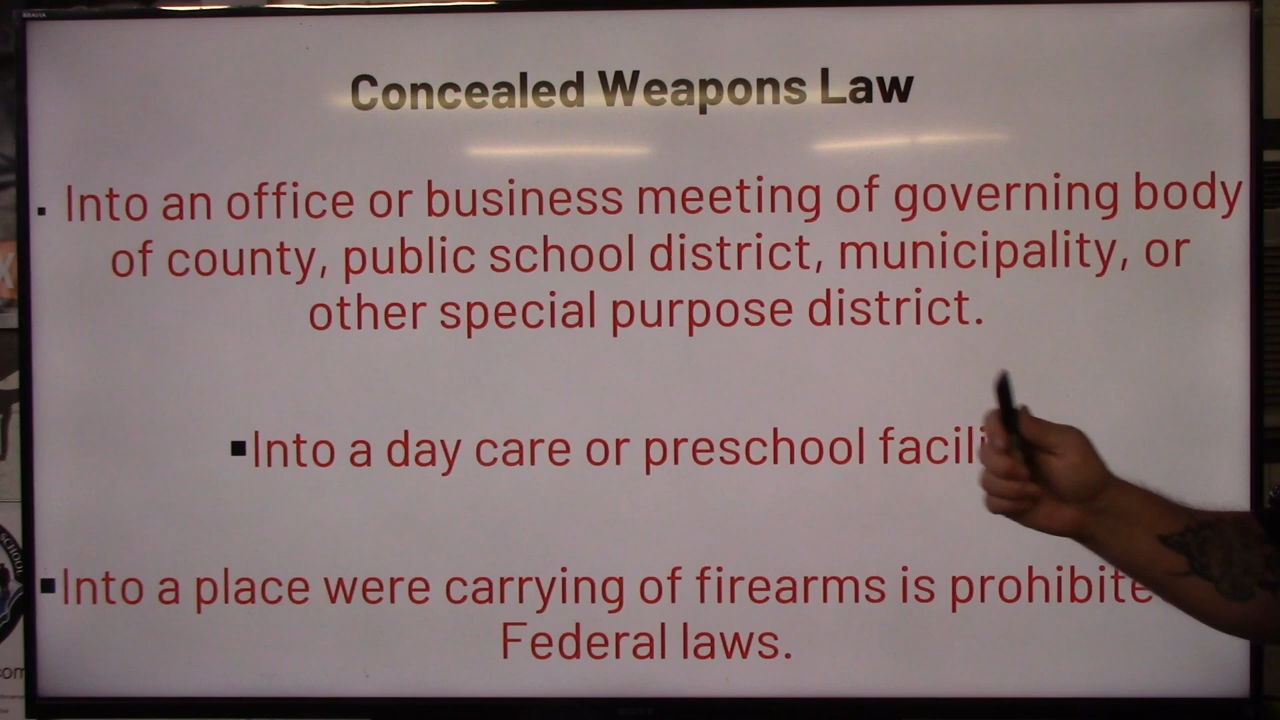 Concealed Weapons Law
▪ Into an office or business meeting of governing body
of county, public school district, municipality, or
other special purpose district.
▪Into a day care or preschool facili
▪Into a place were carrying of firearms is prohibite
Federal laws.
SCHOOL
com